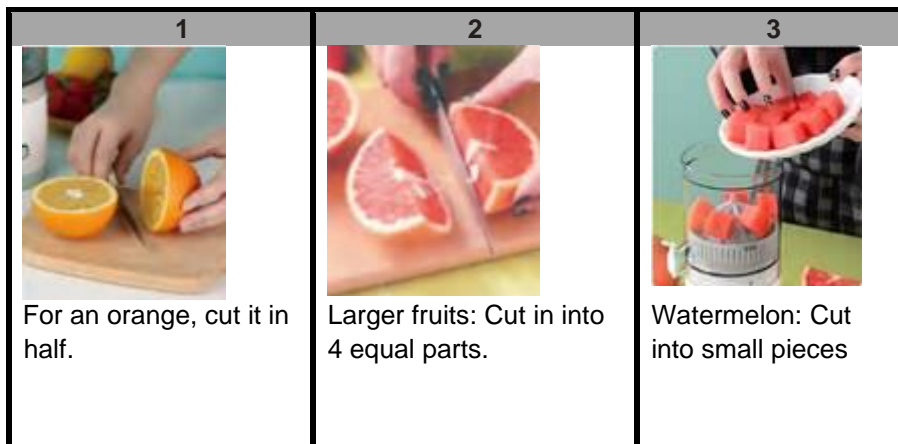 1
2
3
For an orange, cut it in
half.
Larger fruits: Cut in into
4 equal parts.
Watermelon: Cut
into small pieces